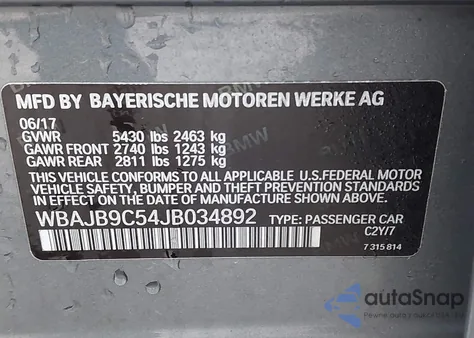 MFD BY BAYERISCHE MOTOREN WERKE AG
06/17
GVWR 5430 lbs 2463 kg
GAWR FRONT 2740 lbs 1243 kg
GAWR REAR 2811 lbs 1275 kg
THIS VEHICLE CONFORMS TO ALL APPLICABLE U.S.FEDERAL MOTOR
VEHICLE SAFETY, BUMPER AND THEFT PREVENTION STANDARDS
IN EFFECT ON THE DATE OF MANUFACTURE SHOWN ABOVE.
WBAJB9C54JB034892 TYPE: PASSENGER CAR
C2Y/7
7 315 814
BMW
autoSnap